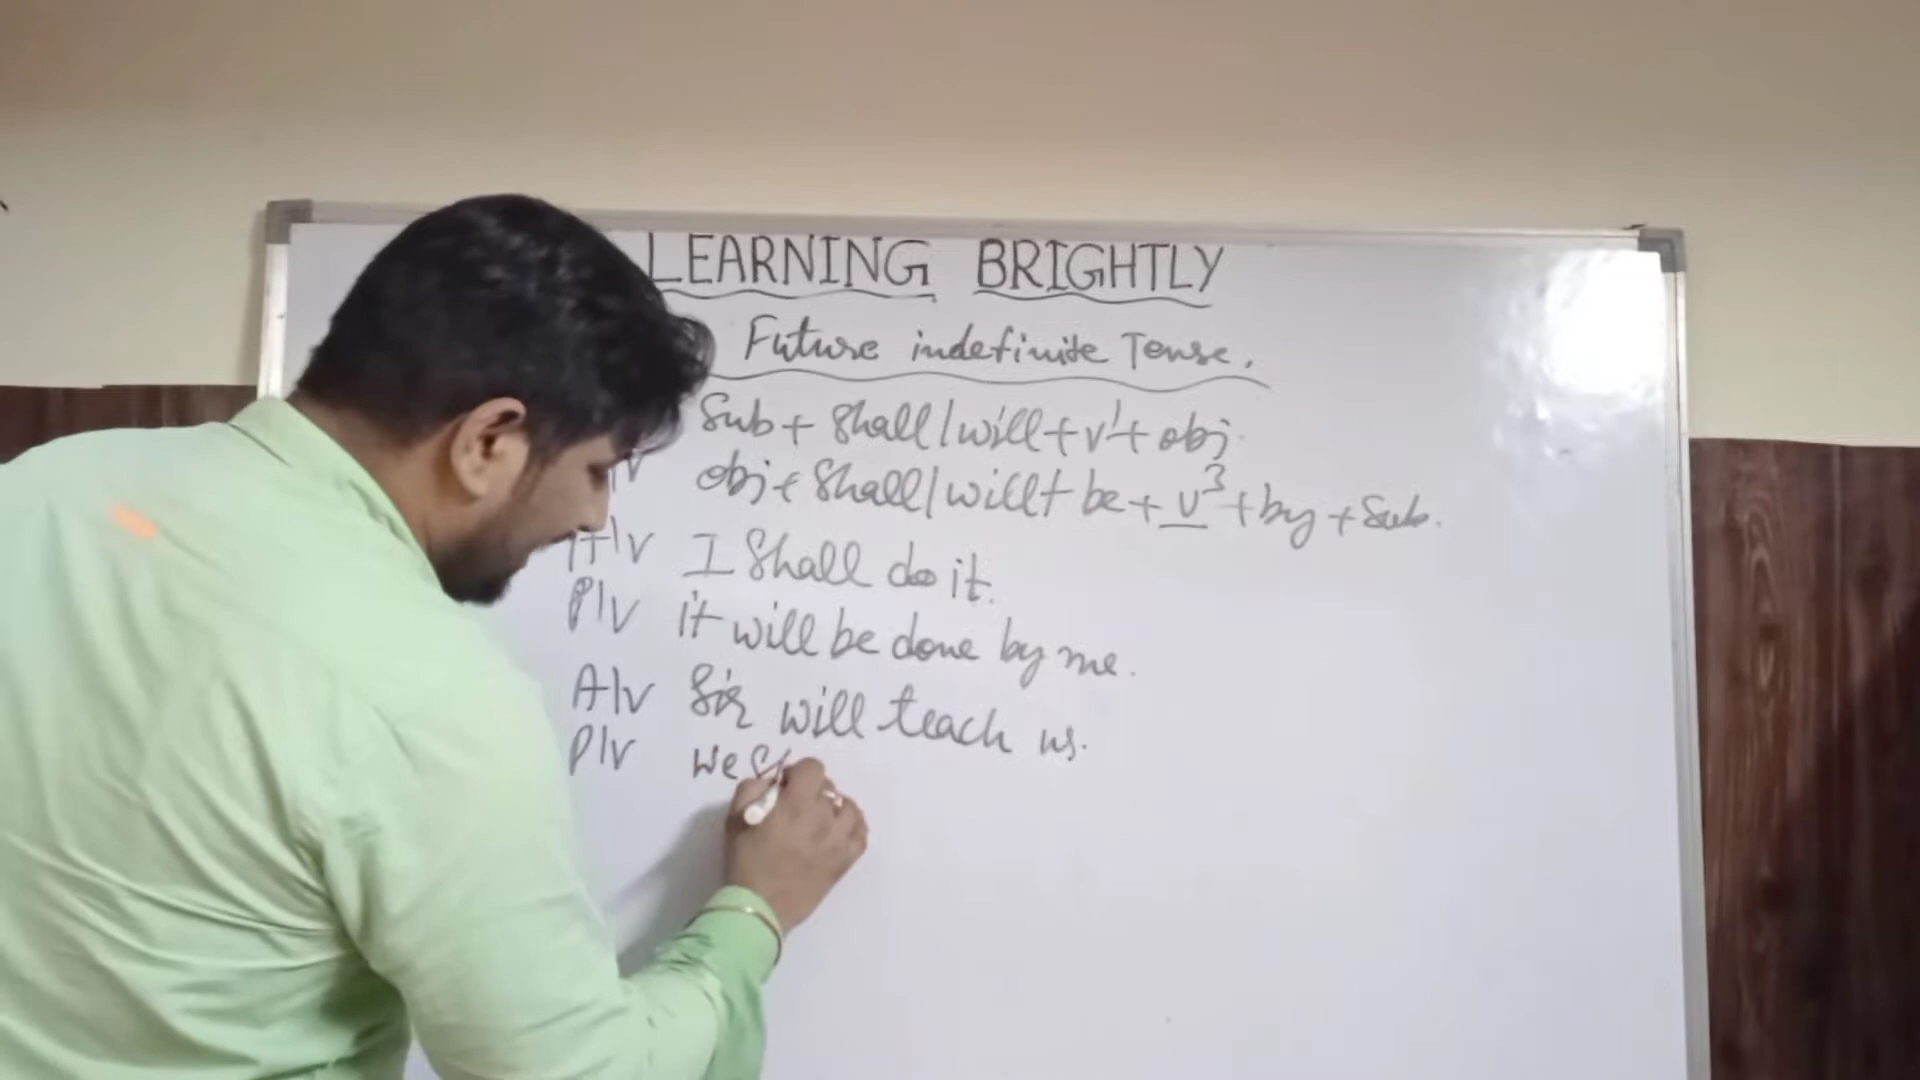 LEARNING BRIGHTLY
Future indefinite Tense.
Sub + Shall/will + v¹ + obj.
obj + Shall/will + be + v³ + by + Sub.
A/v I Shall do it.
P/v it will be done by me.
A/v Sir will teach us.
P/v we